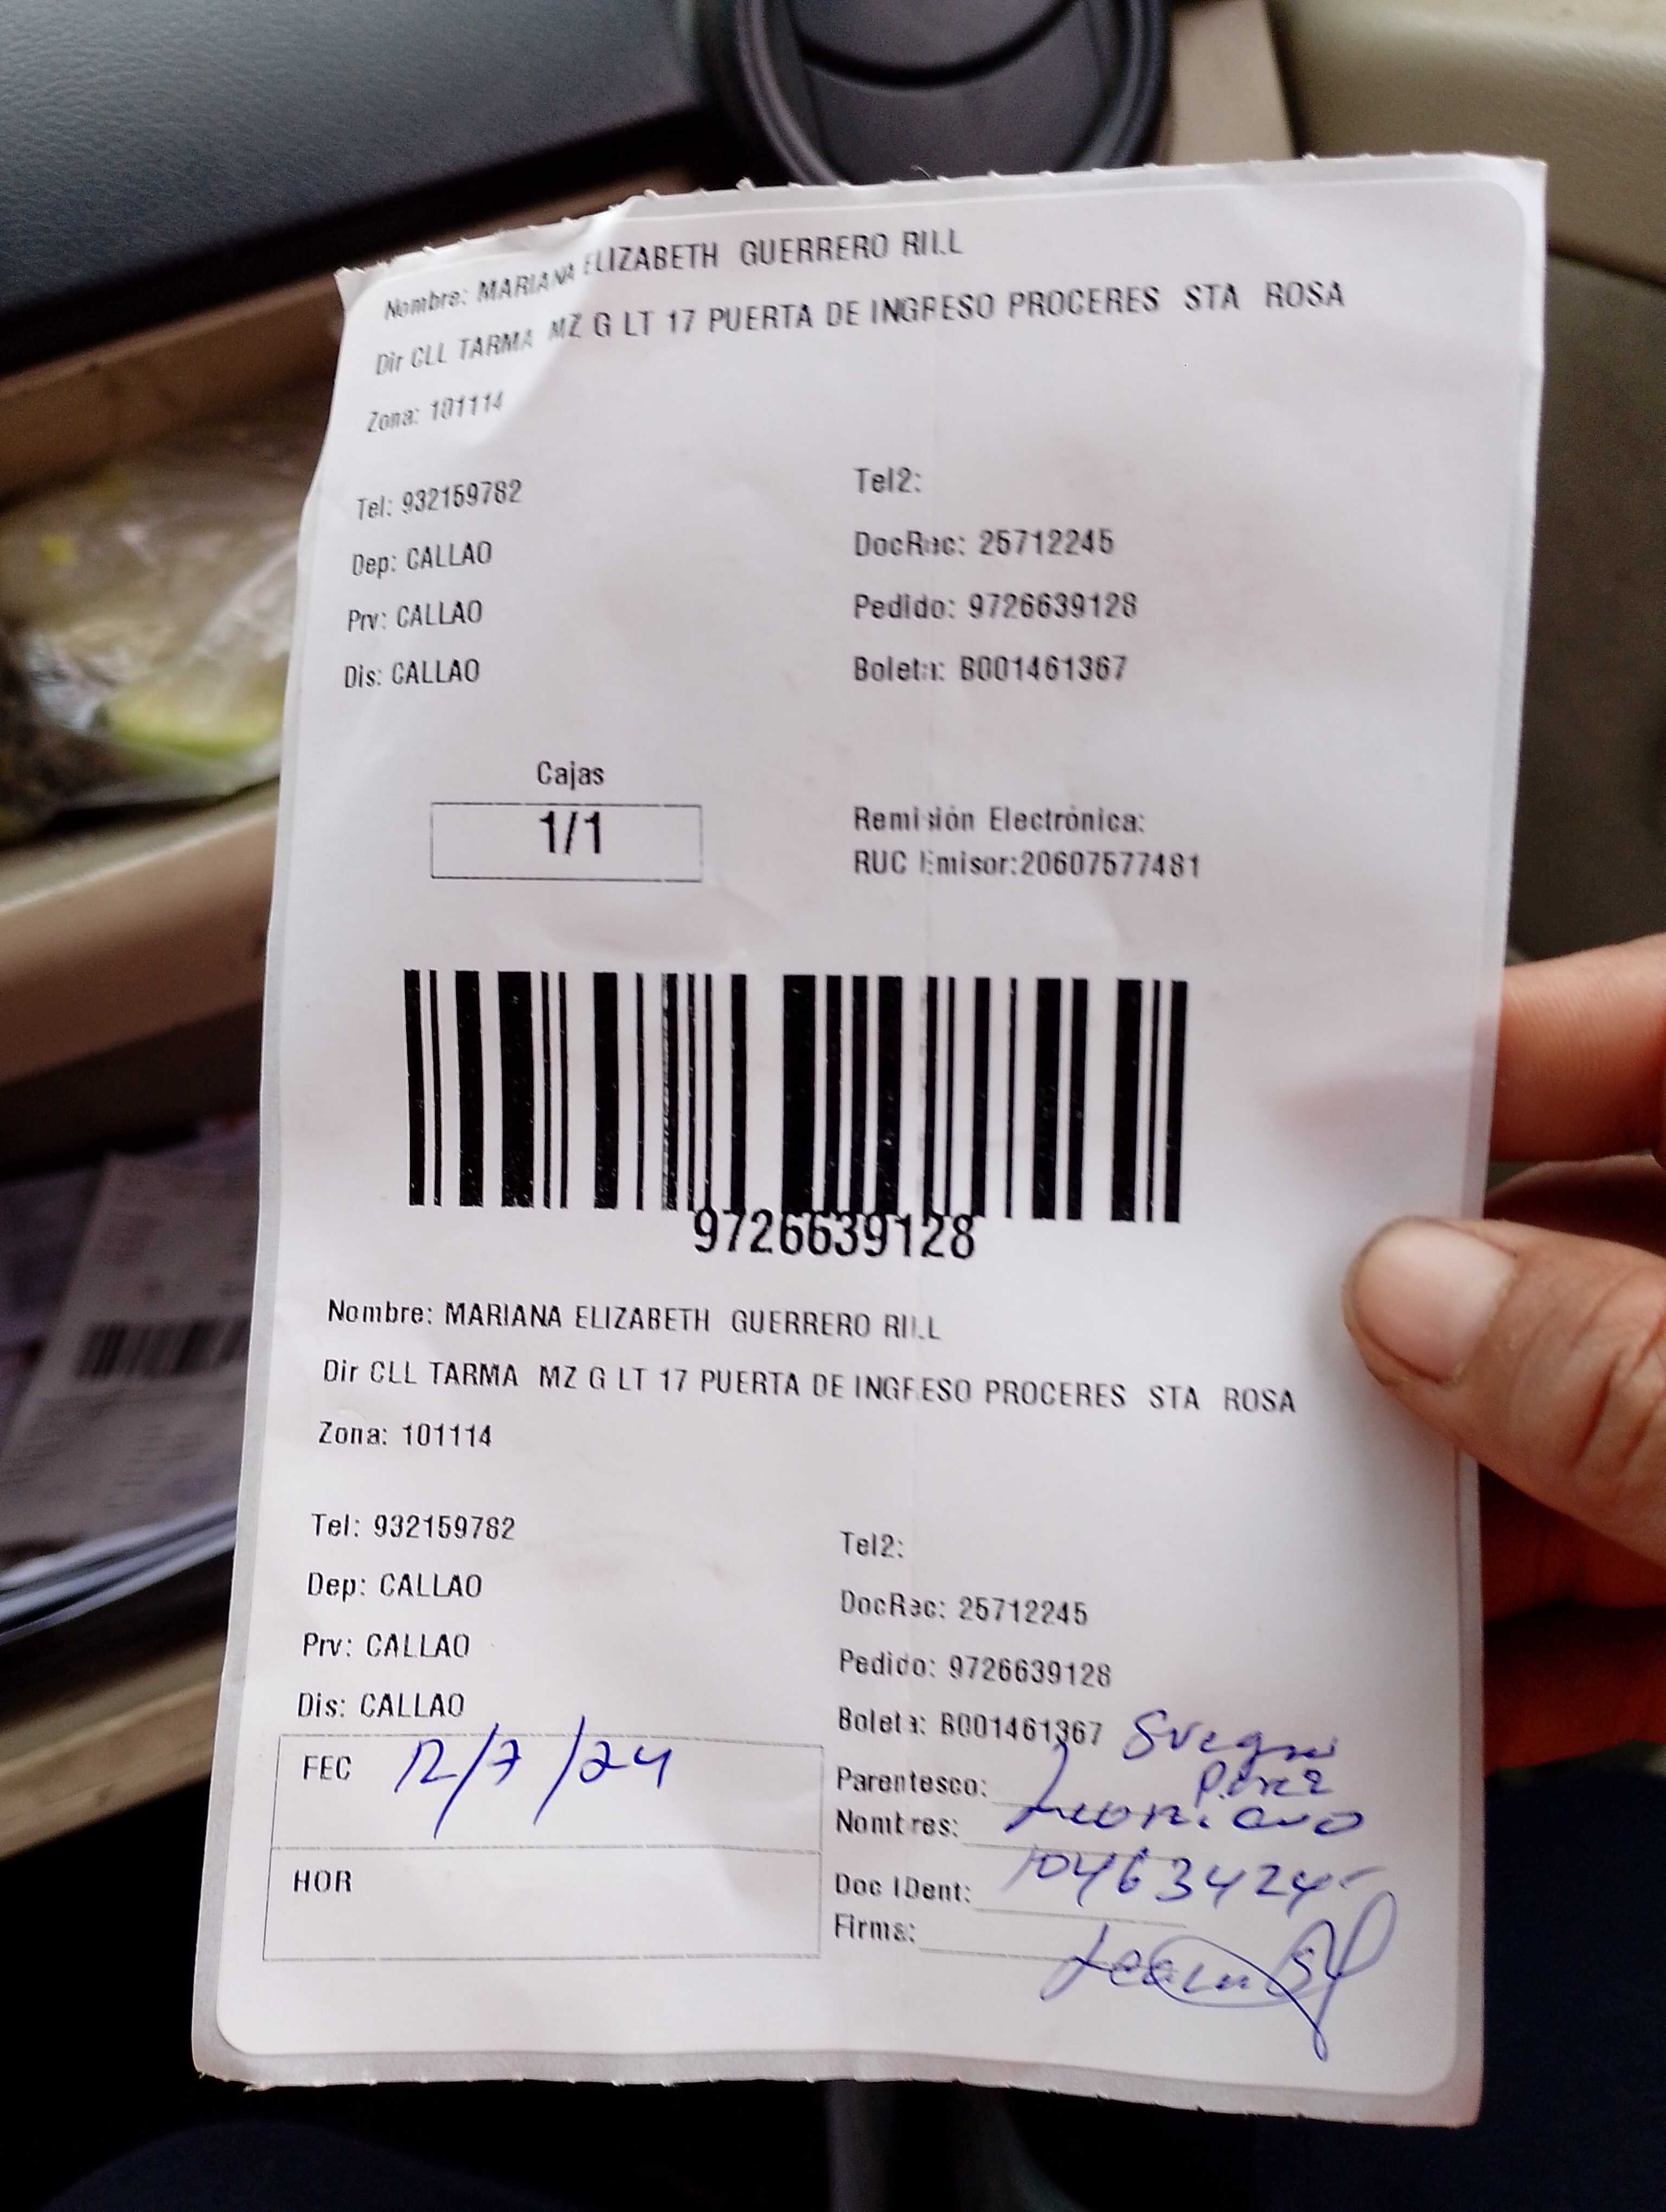 Nombre: MARIANA ELIZABETH GUERRERO RILL
Dir CLL TARMA MZ G LT 17 PUERTA DE INGRESO PROCERES STA ROSA
Zona: 101114
Tel: 932159782
Tel2:
Dep: CALLAO
DocRec: 25712245
Prv: CALLAO
Pedido: 9726639128
Dis: CALLAO
Boleta: B001461367
Cajas
1/1
Remisión Electrónica:
RUC Emisor:20607577481
9726639128
Nombre: MARIANA ELIZABETH GUERRERO RILL
Dir CLL TARMA MZ G LT 17 PUERTA DE INGRESO PROCERES STA ROSA
Zona: 101114
Tel: 932159782
Tel2:
Dep: CALLAO
DocRec: 25712245
Prv: CALLAO
Pedido: 9726639128
Dis: CALLAO
Boleta: B001461367
FEC 12/7/24
Parentesco:
Nombres:
HOR
Doc IDent: 10463424
Firma: